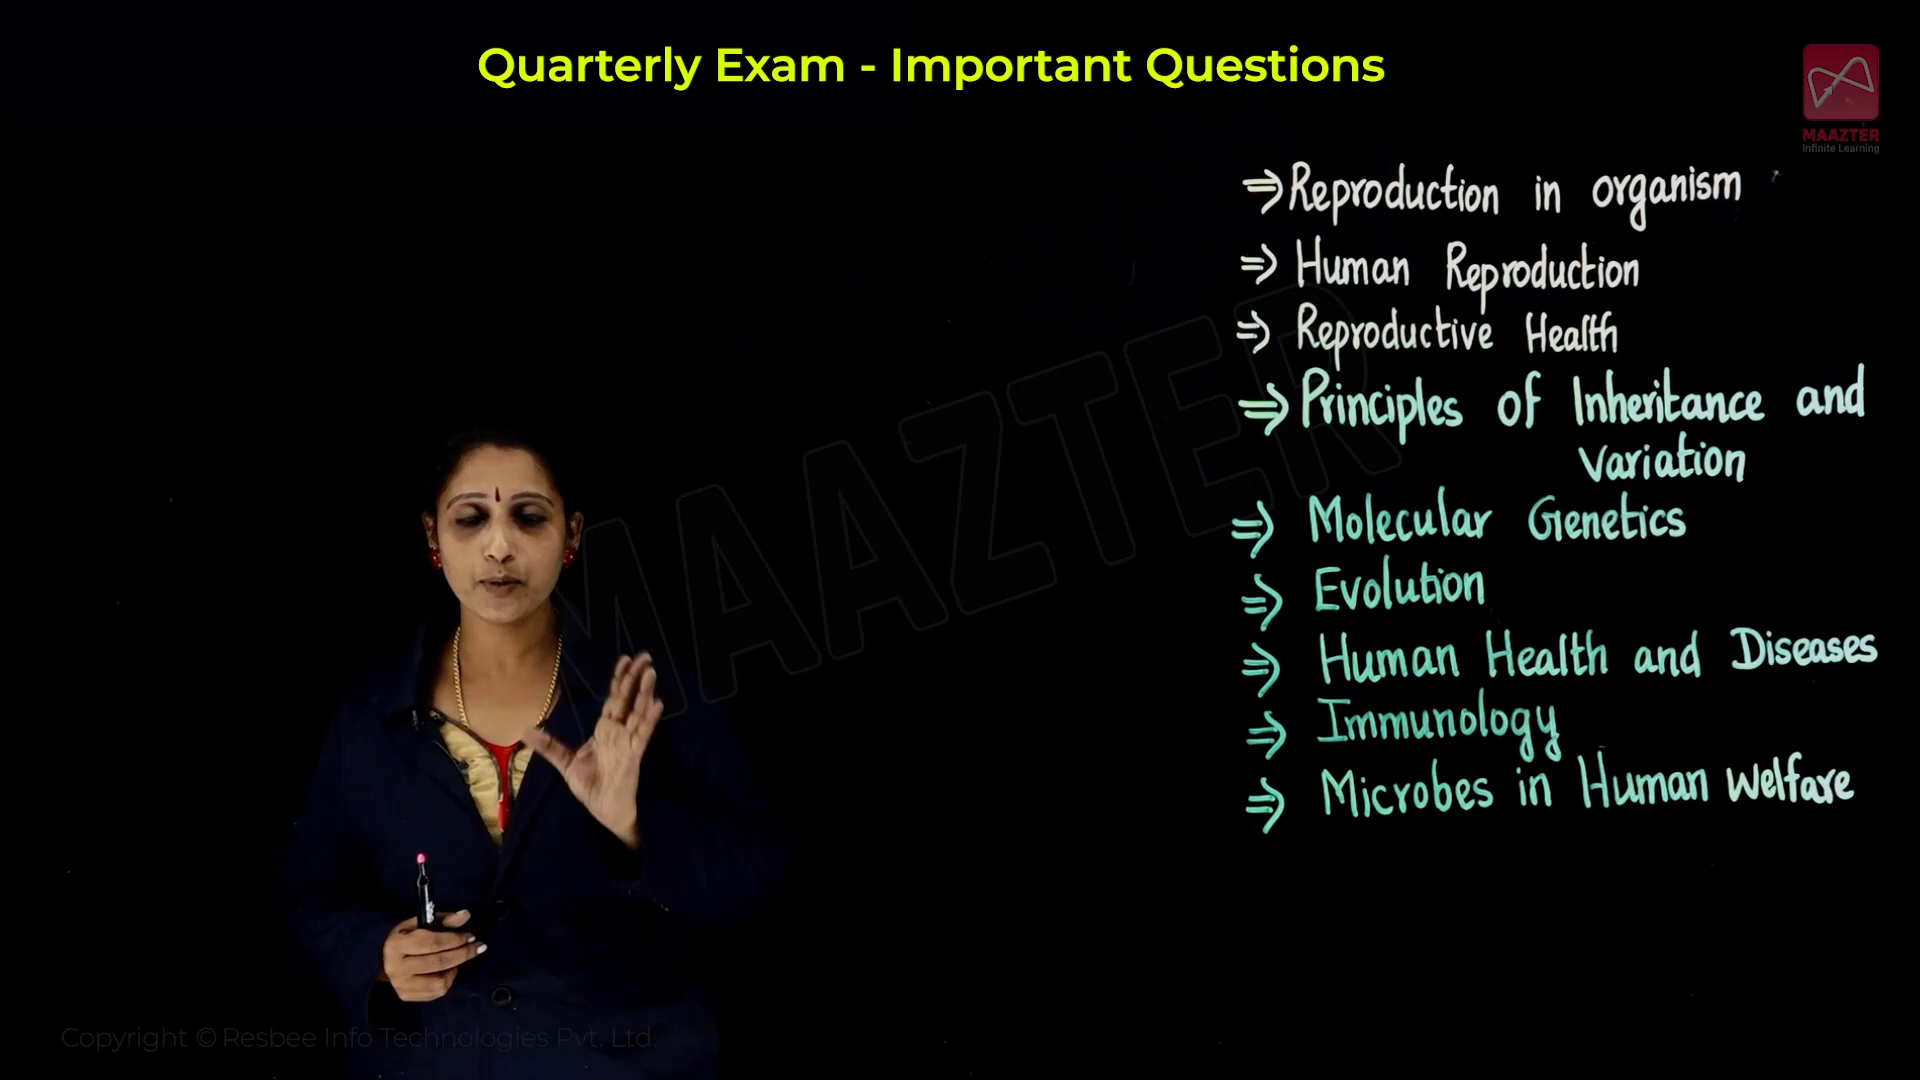 Quarterly Exam - Important Questions
MAAZTER
Infinite Learning
⇒ Reproduction in organism
⇒ Human Reproduction
⇒ Reproductive Health
⇒ Principles of Inheritance and
Variation
⇒ Molecular Genetics
⇒ Evolution
⇒ Human Health and Diseases
⇒ Immunology
⇒ Microbes in Human Welfare
MAAZTER
Copyright © Resbee Info Technologies Pvt. Ltd.